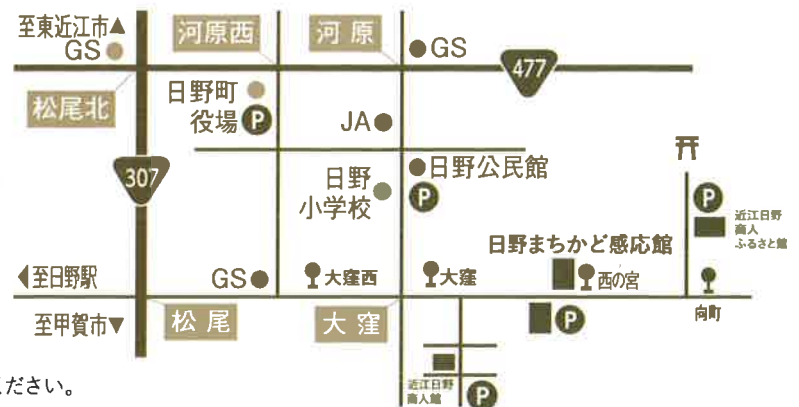 至東近江市▲
GS
河原西
河原
GS
477
松尾北
日野町
役場
P
JA
307
日野
小学校
日野公民館
P
P
近江日野
商人
ふるさと館
日野まちかど感応館
◀至日野駅
GS
大窪西
大窪
西の宮
至甲賀市▼
松尾
大窪
P
向町
近江日野
商人館
P
ださい。